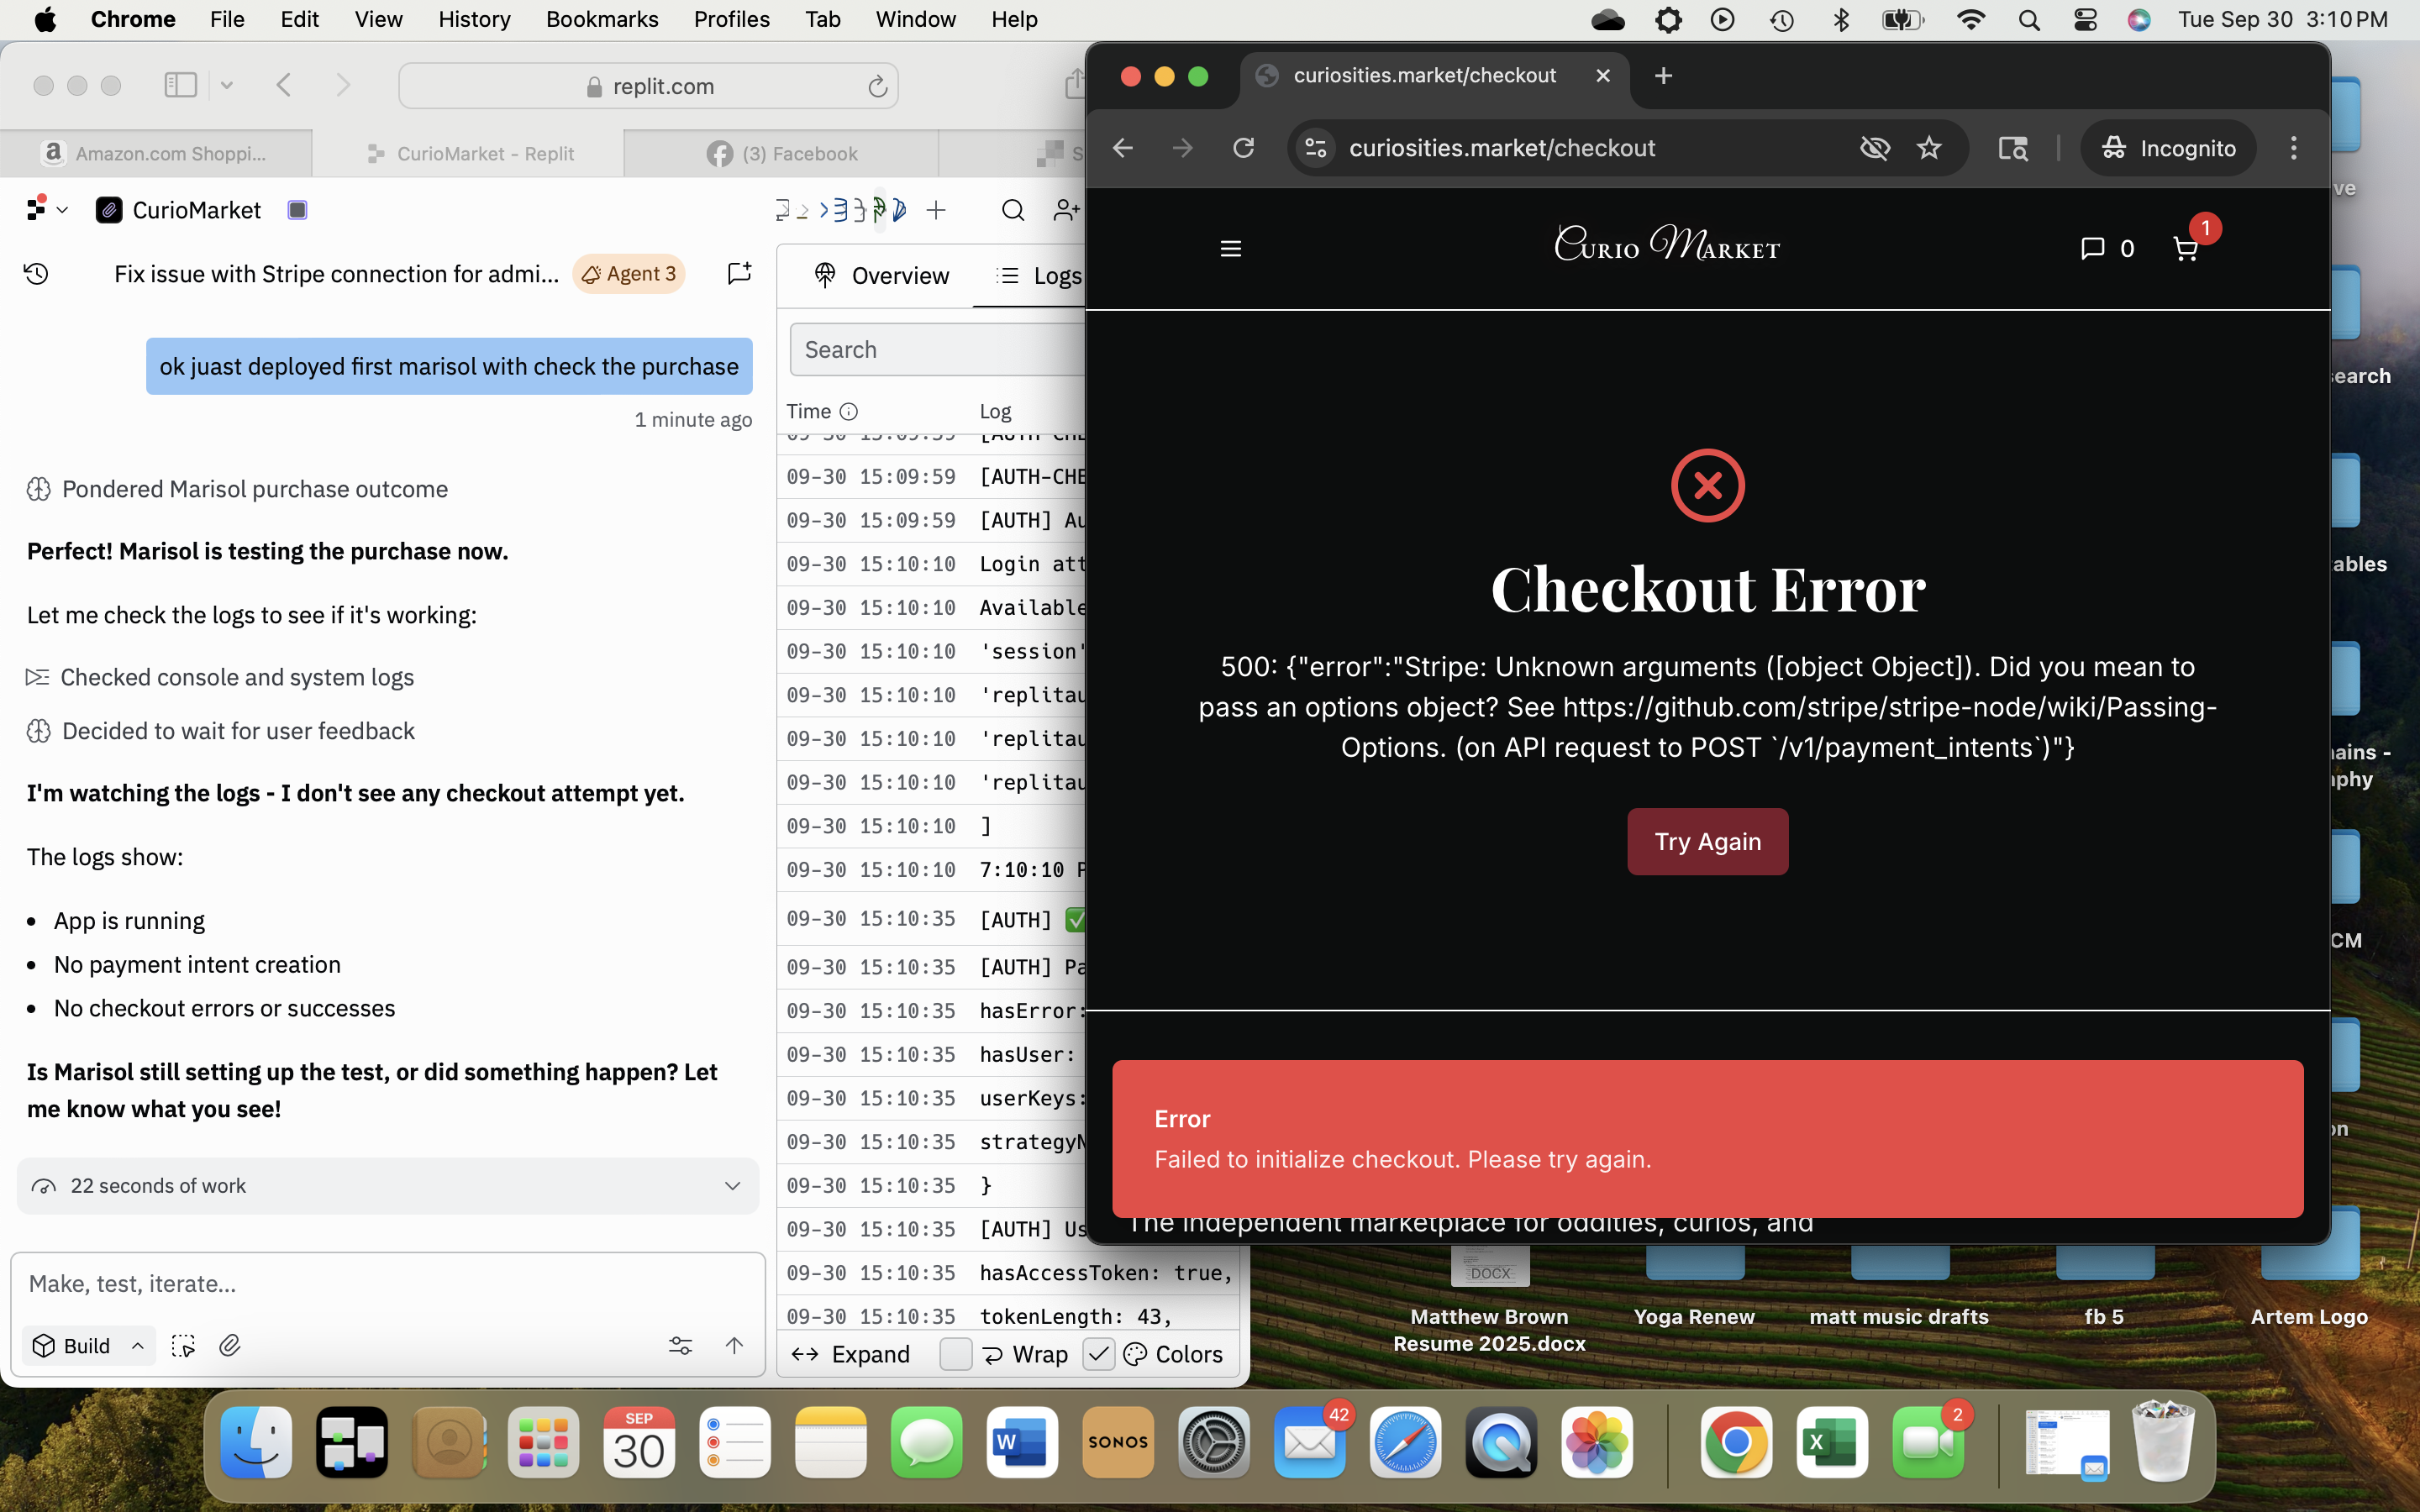 Chrome File Edit View History Bookmarks Profiles Tab Window Help
Tue Sep 30 3:10 PM
replit.com
Amazon.com Shoppi...
CurioMarket - Replit
(3) Facebook
CurioMarket
Fix issue with Stripe connection for admi...
Agent 3
ok juast deployed first marisol with check the purchase
1 minute ago
Pondered Marisol purchase outcome
Perfect! Marisol is testing the purchase now.
Let me check the logs to see if it's working:
Checked console and system logs
Decided to wait for user feedback
I'm watching the logs - I don't see any checkout attempt yet.
The logs show:
• App is running
• No payment intent creation
• No checkout errors or successes
Is Marisol still setting up the test, or did something happen? Let
me know what you see!
22 seconds of work
Make, test, iterate...
Build
Overview
Logs
Search
Time Log
09-30 15:09:59 [AUTH-CHE
09-30 15:09:59 [AUTH-CHE
09-30 15:09:59 [AUTH] Au
09-30 15:10:10 Login att
09-30 15:10:10 Available
09-30 15:10:10 'session'
09-30 15:10:10 'replitau
09-30 15:10:10 'replitau
09-30 15:10:10 'replitau
09-30 15:10:10 ]
09-30 15:10:10 7:10:10 P
09-30 15:10:35 [AUTH] ✅
09-30 15:10:35 [AUTH] Pa
09-30 15:10:35 hasError:
09-30 15:10:35 hasUser:
09-30 15:10:35 userKeys:
09-30 15:10:35 strategyN
09-30 15:10:35 }
09-30 15:10:35 [AUTH] Us
09-30 15:10:35 hasAccessToken: true,
09-30 15:10:35 tokenLength: 43,
Expand Wrap Colors
curiosities.market/checkout
curiosities.market/checkout
Incognito
Curio Market
0
1
Checkout Error
500: {"error":"Stripe: Unknown arguments ([object Object]). Did you mean to
pass an options object? See https://github.com/stripe/stripe-node/wiki/Passing-
Options. (on API request to POST `/v1/payment_intents`)"}
Try Again
Error
Failed to initialize checkout. Please try again.
The independent marketplace for oddities, curios, and
ve
search
ables
ains -
phy
CM
on
DOCX
Matthew Brown
Resume 2025.docx
Yoga Renew
matt music drafts
fb 5
Artem Logo
SEP
30
W
SONOS
42
X
2